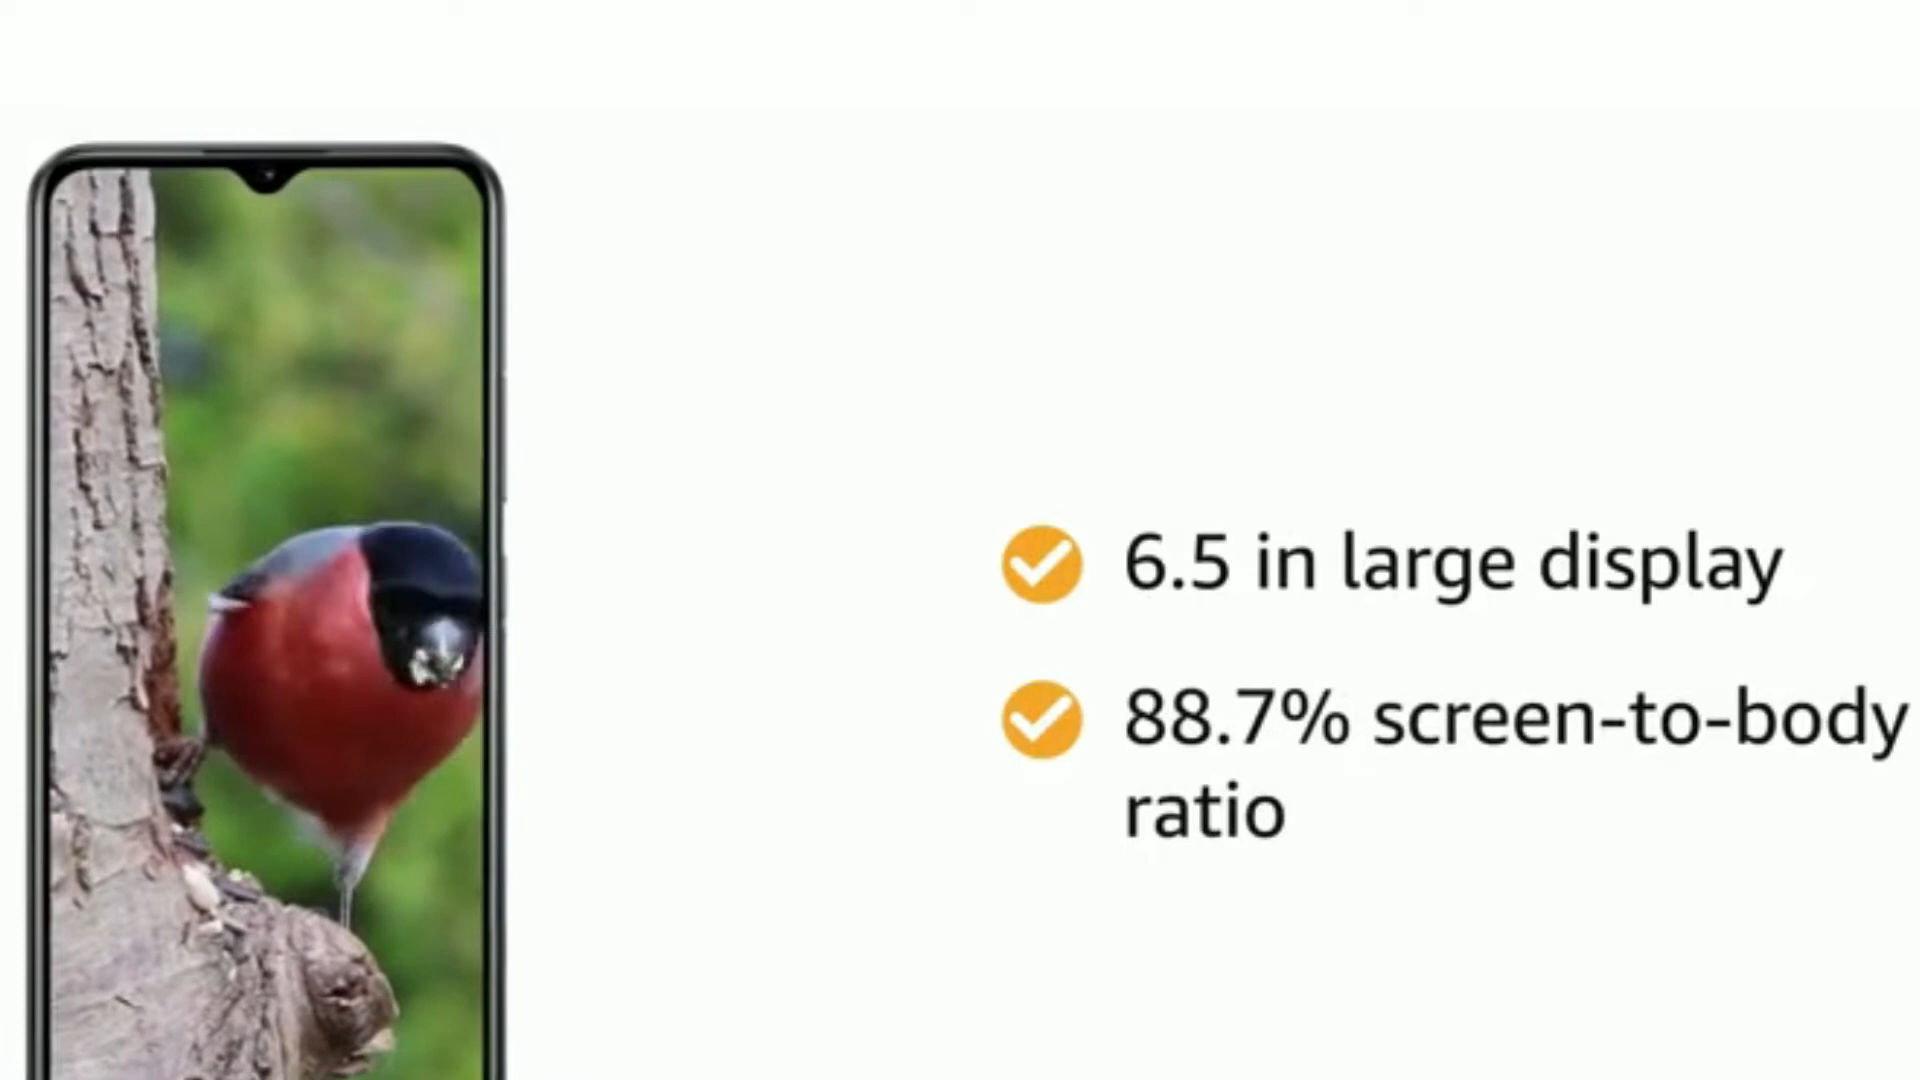 6.5 in large display
88.7% screen-to-body
ratio